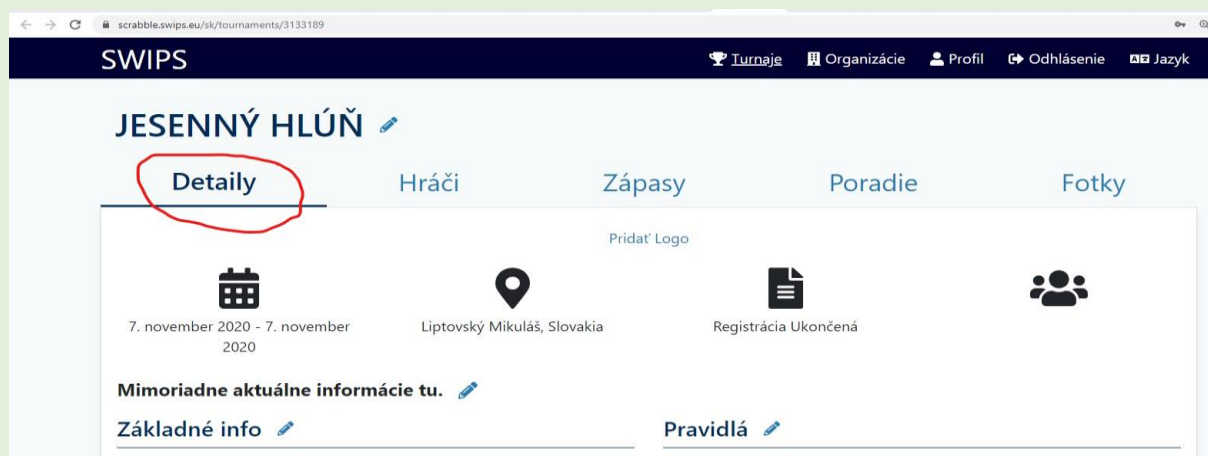 scrabble.swips.eu/sk/tournaments/3133189
SWIPS Turnaje Organizácie Profil Odhlásenie Jazyk
JESENNÝ HLÚŇ
Detaily Hráči Zápasy Poradie Fotky
Pridať Logo
7. november 2020 - 7. november
2020
Liptovský Mikuláš, Slovakia
Registrácia Ukončená
Mimoriadne aktuálne informácie tu.
Základné info
Pravidlá